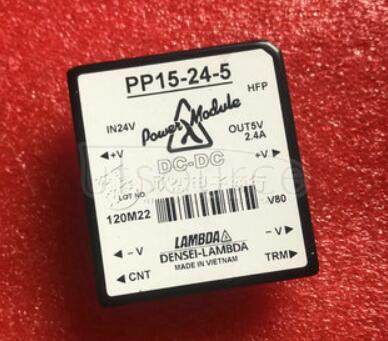 PP15-24-5
HFP
Power Module
IN24V
OUT5V
2.4A
+V +V
DC-DC
LOT NO.
120M22
V80
-V -V
LAMBDA
DENSEI-LAMBDA
MADE IN VIETNAM
CNT TRM